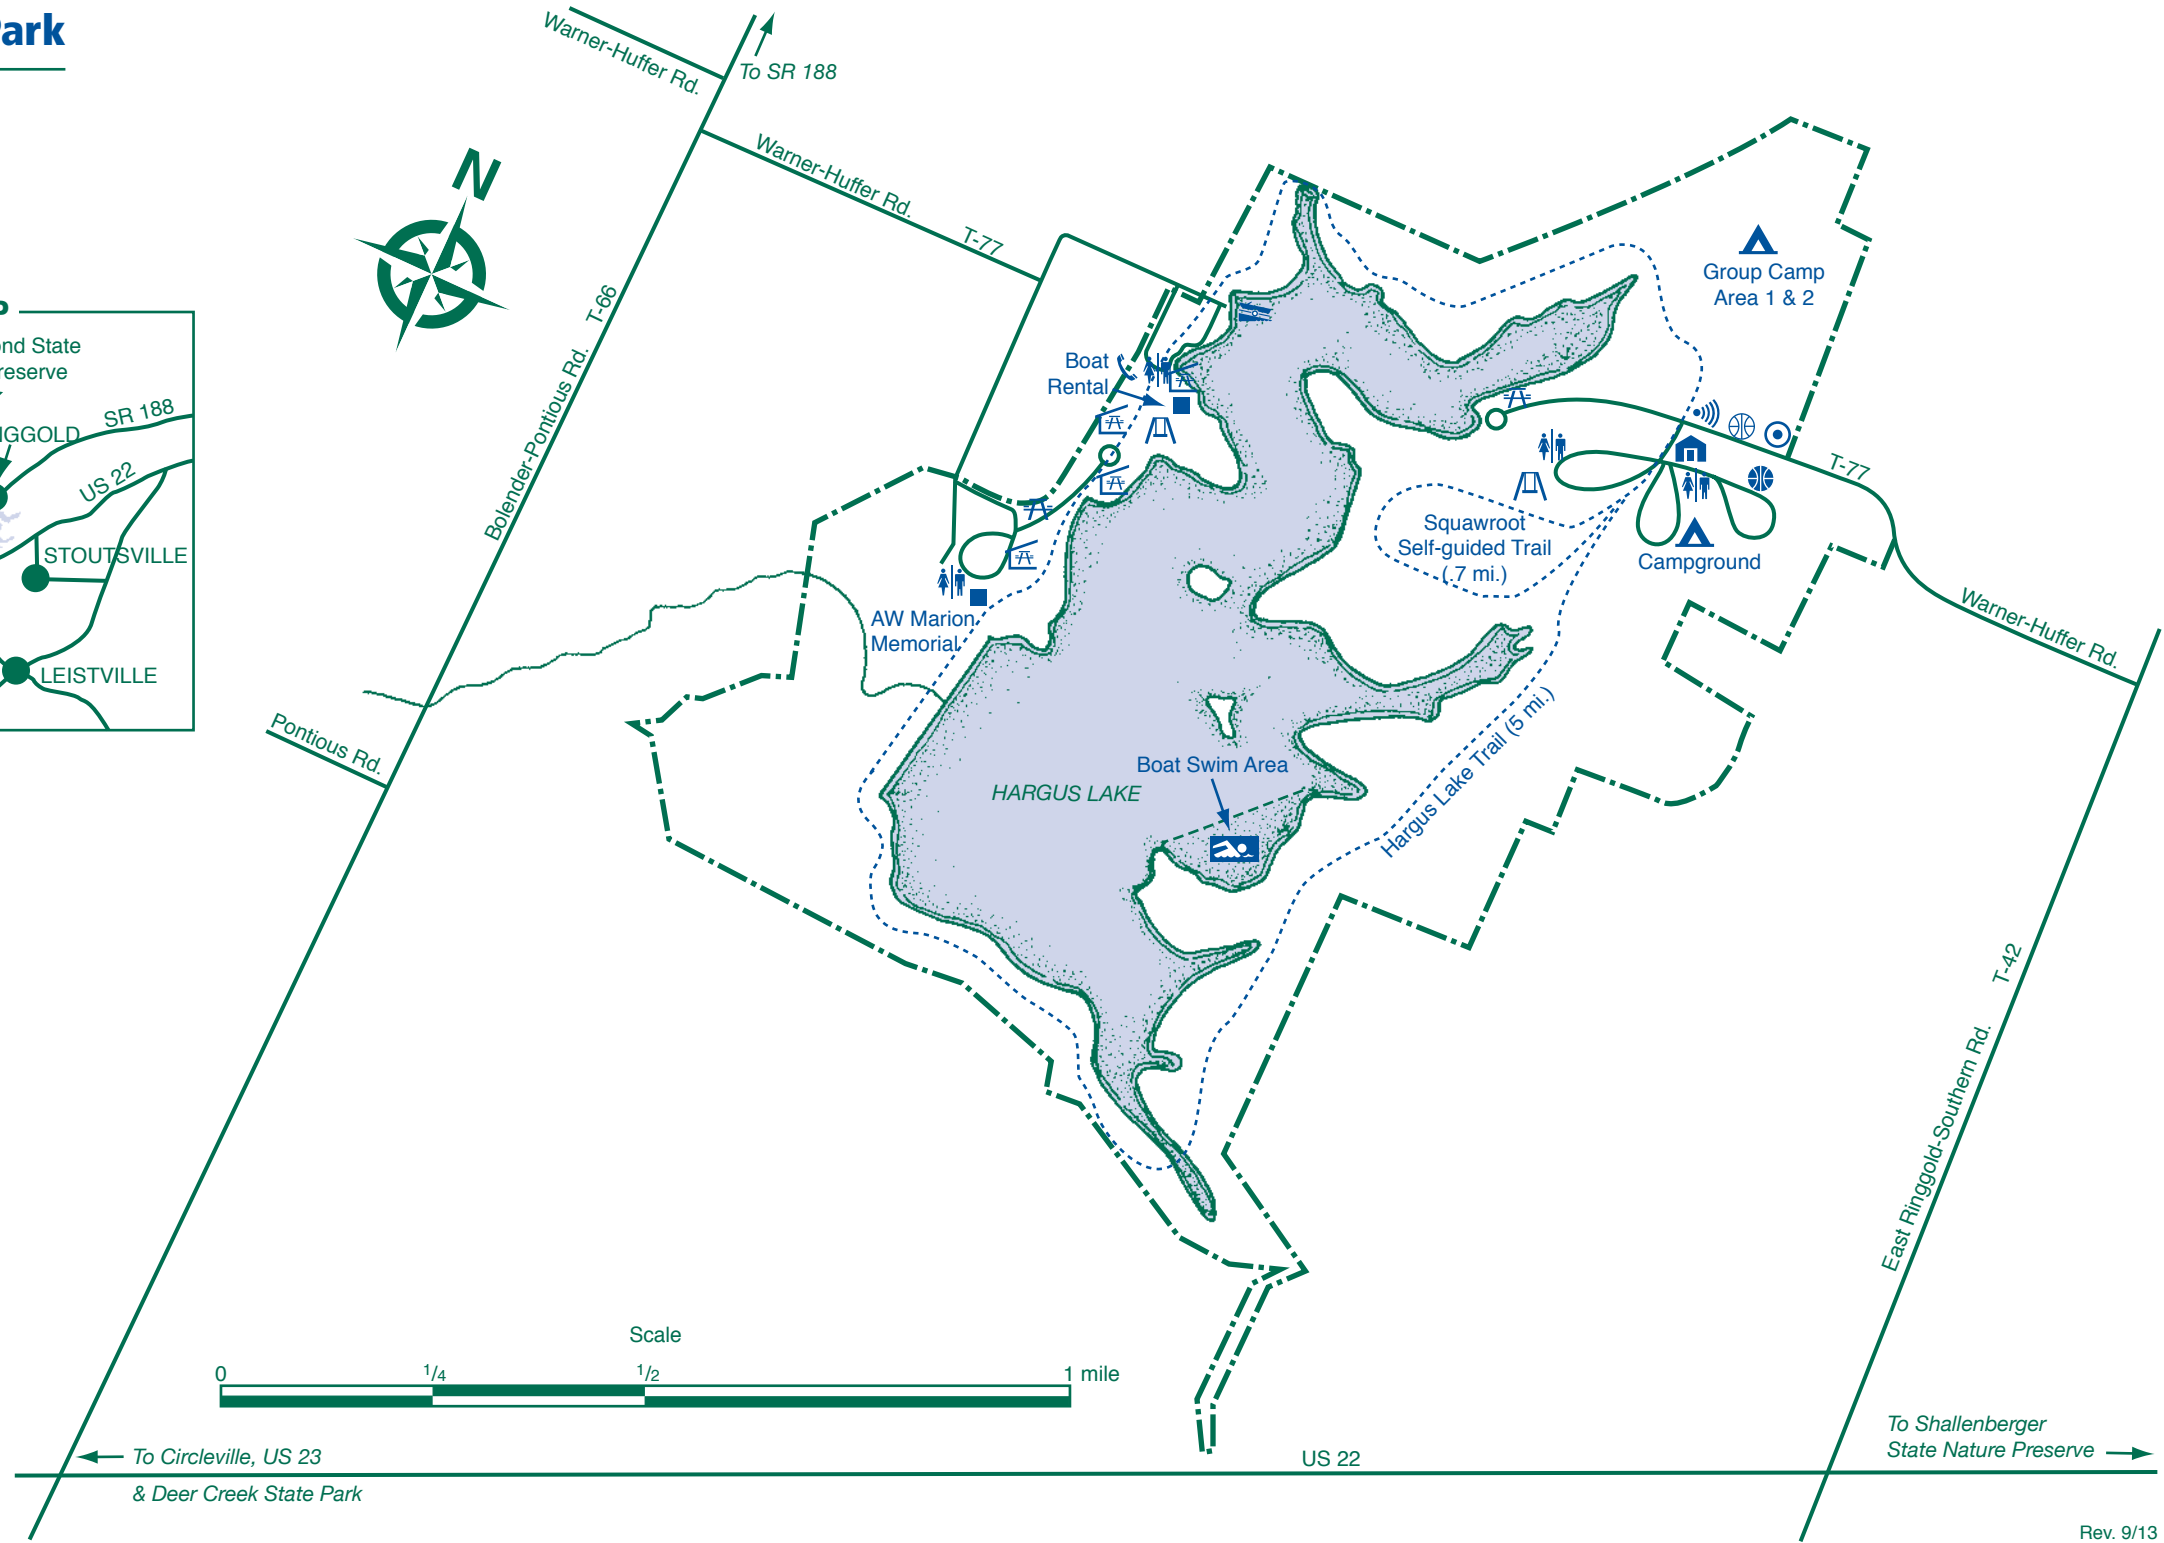 Park
Warner-Huffer Rd.
To SR 188
N
Warner-Huffer Rd.
T-77
T-66
Bolender-Pontious Rd.
Pontious Rd.
ond State
reserve
SR 188
NGGOLD
US 22
STOUTSVILLE
LEISTVILLE
Group Camp
Area 1 & 2
Boat
Rental
T-77
Squawroot
Self-guided Trail
(.7 mi.)
Campground
Warner-Huffer Rd.
AW Marion
Memorial
Hargus Lake Trail (5 mi.)
Boat Swim Area
HARGUS LAKE
T-42
East Ringgold-Southern Rd.
Scale
0 1/4 1/2 1 mile
To Circleville, US 23
& Deer Creek State Park
US 22
To Shallenberger
State Nature Preserve
Rev. 9/13